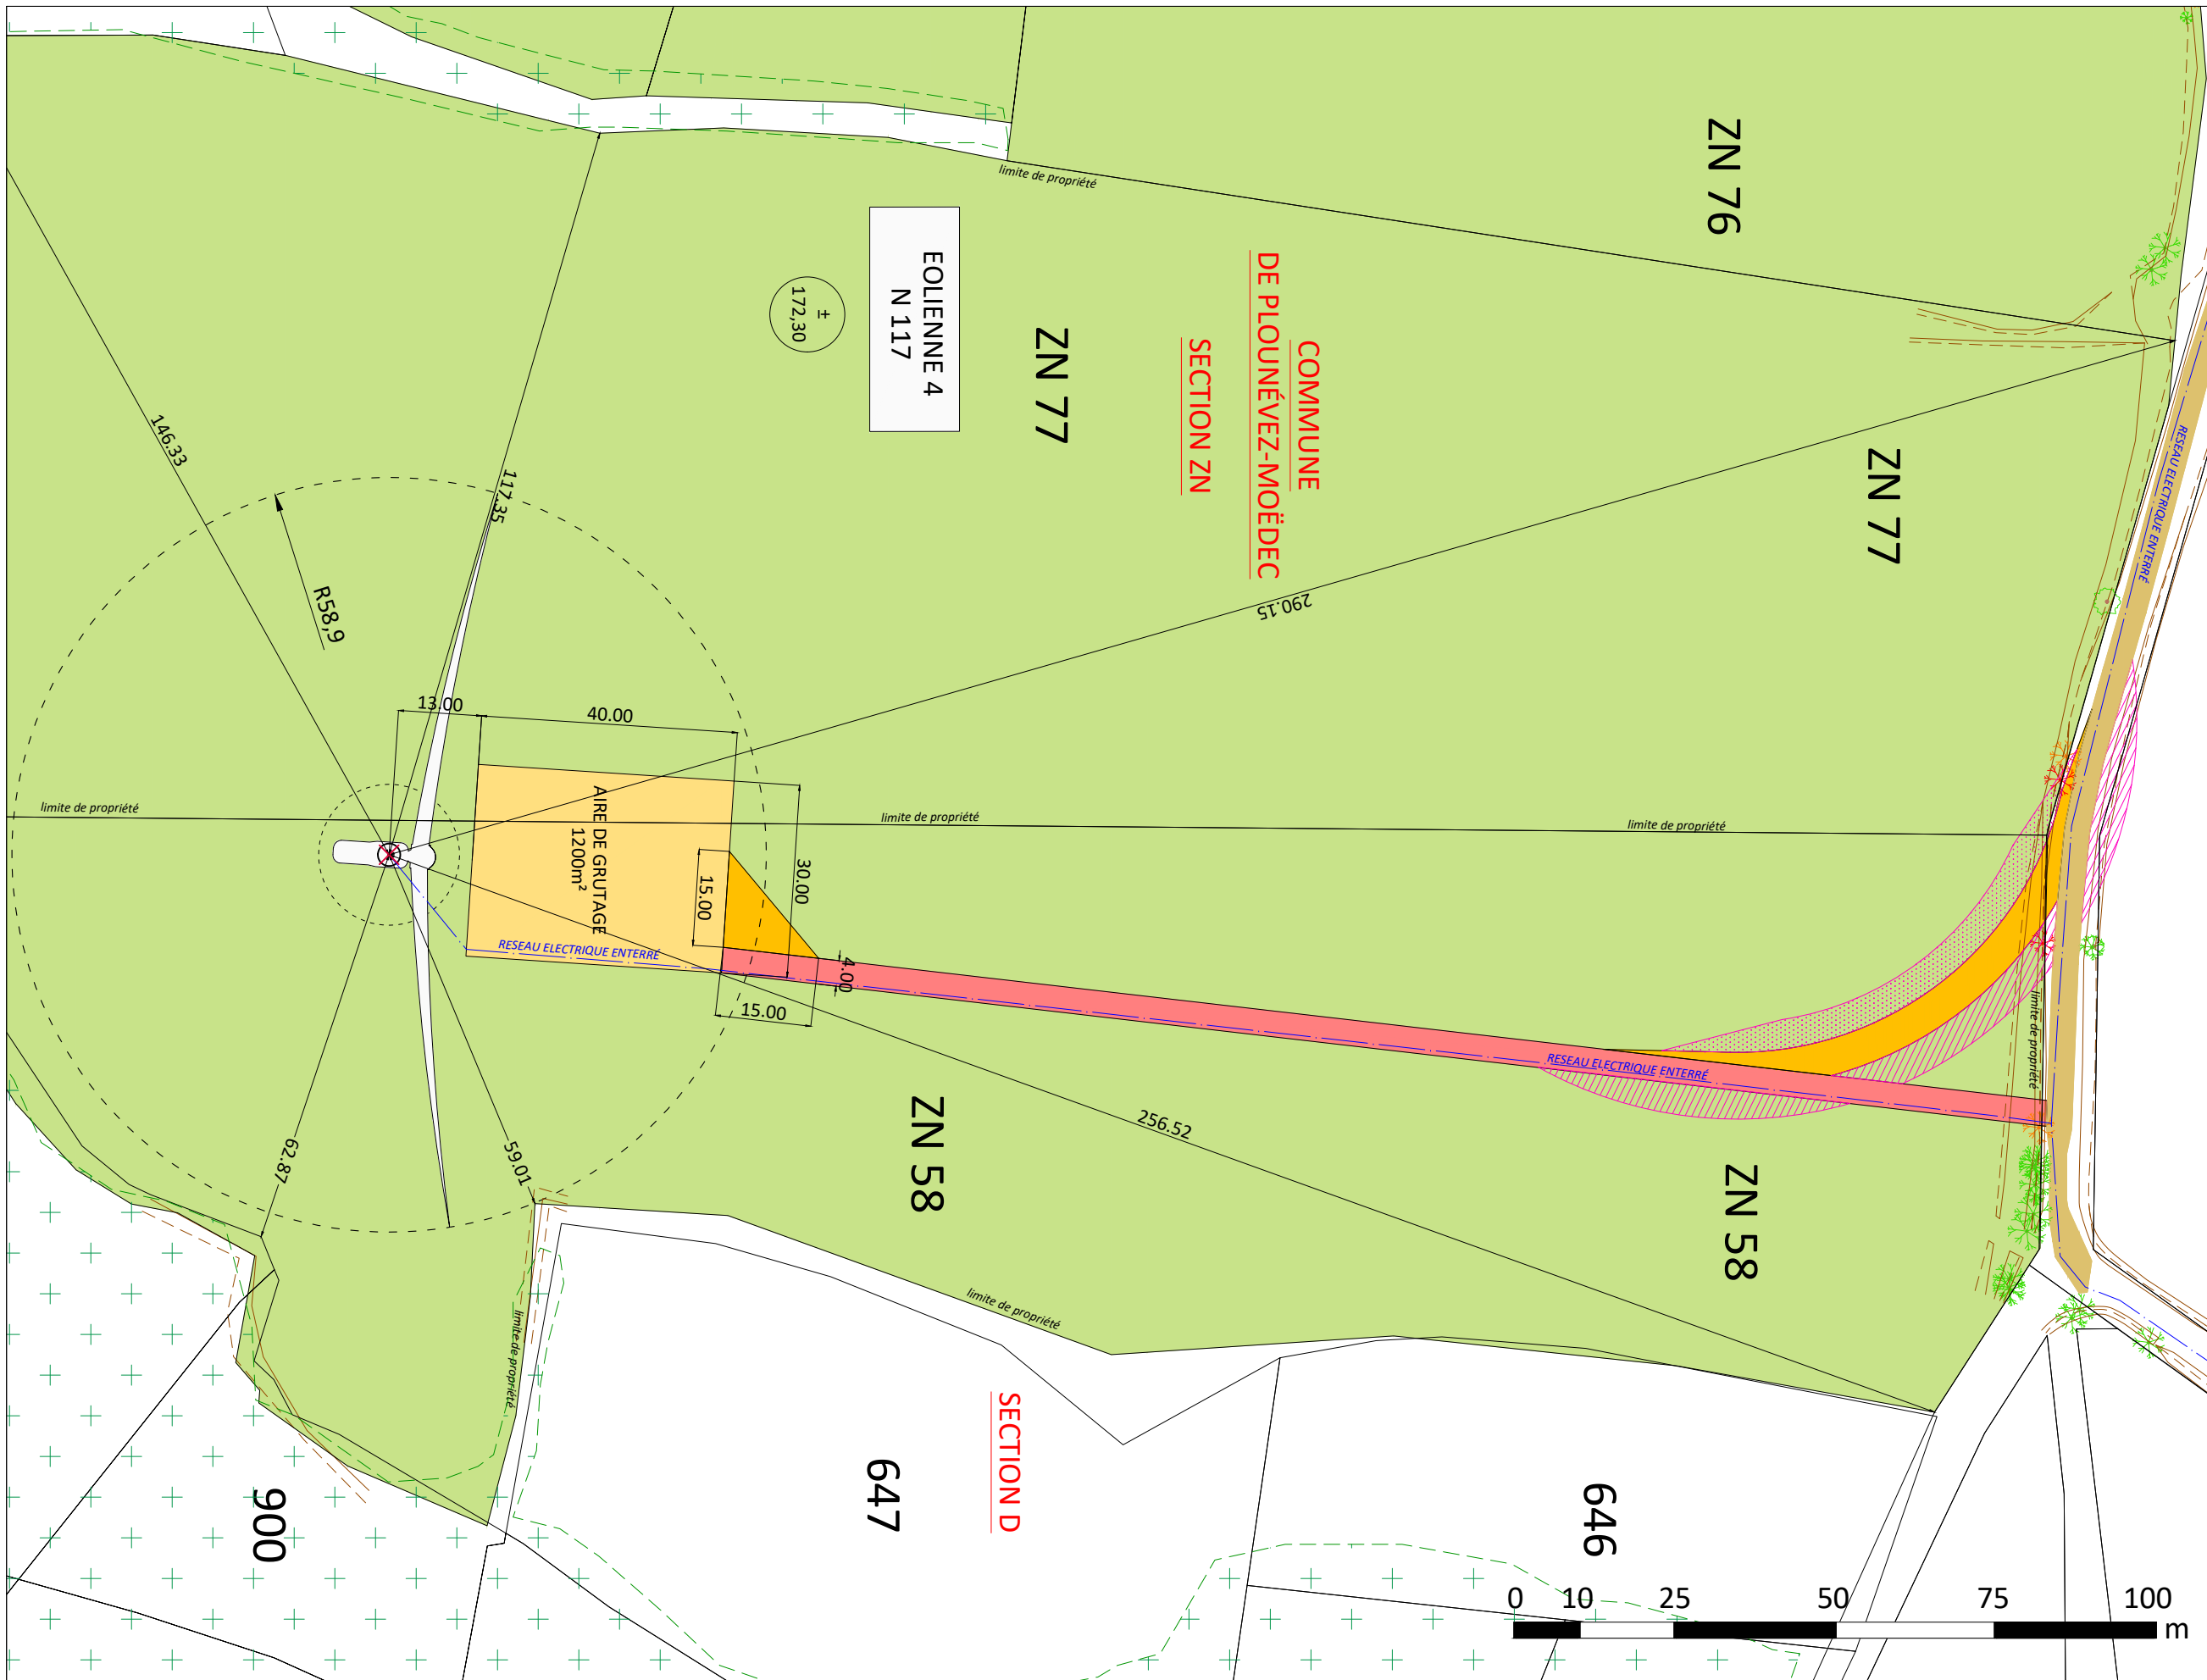 ZN 76
limite de propriété
EOLIENNE 4
N 117
±
172,30
COMMUNE
DE PLOUNÉVEZ-MOËDEC
SECTION ZN
ZN 77
ZN 77
RESEAU ELECTRIQUE ENTERRÉ
146.33
117.35
R58,9
290.15
13.00
40.00
limite de propriété
limite de propriété
limite de propriété
AIRE DE GRUTAGE
1200m²
30.00
15.00
RESEAU ELECTRIQUE ENTERRÉ
4.00
15.00
limite de propriété
RESEAU ELECTRIQUE ENTERRÉ
62.87
59.01
256.52
ZN 58
ZN 58
limite de propriété
limite de propriété
SECTION D
900
647
646
0 10 25 50 75 100
m